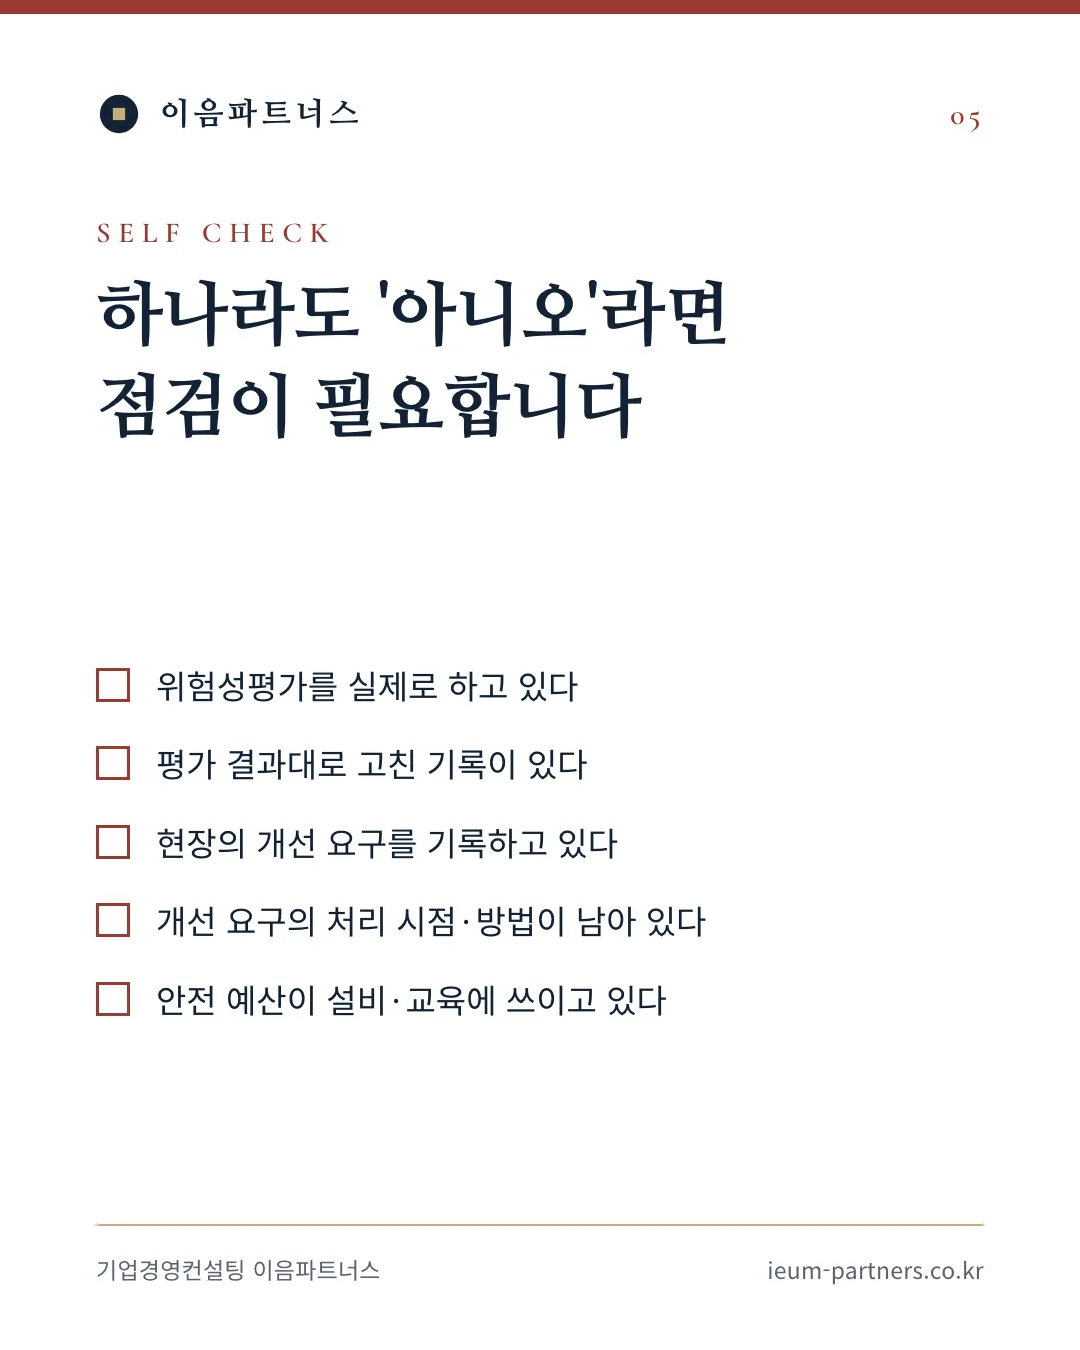 이음파트너스
05
SELF CHECK
하나라도 '아니오'라면
점검이 필요합니다
위험성평가를 실제로 하고 있다
평가 결과대로 고친 기록이 있다
현장의 개선 요구를 기록하고 있다
개선 요구의 처리 시점·방법이 남아 있다
안전 예산이 설비·교육에 쓰이고 있다
기업경영컨설팅 이음파트너스
ieum-partners.co.kr